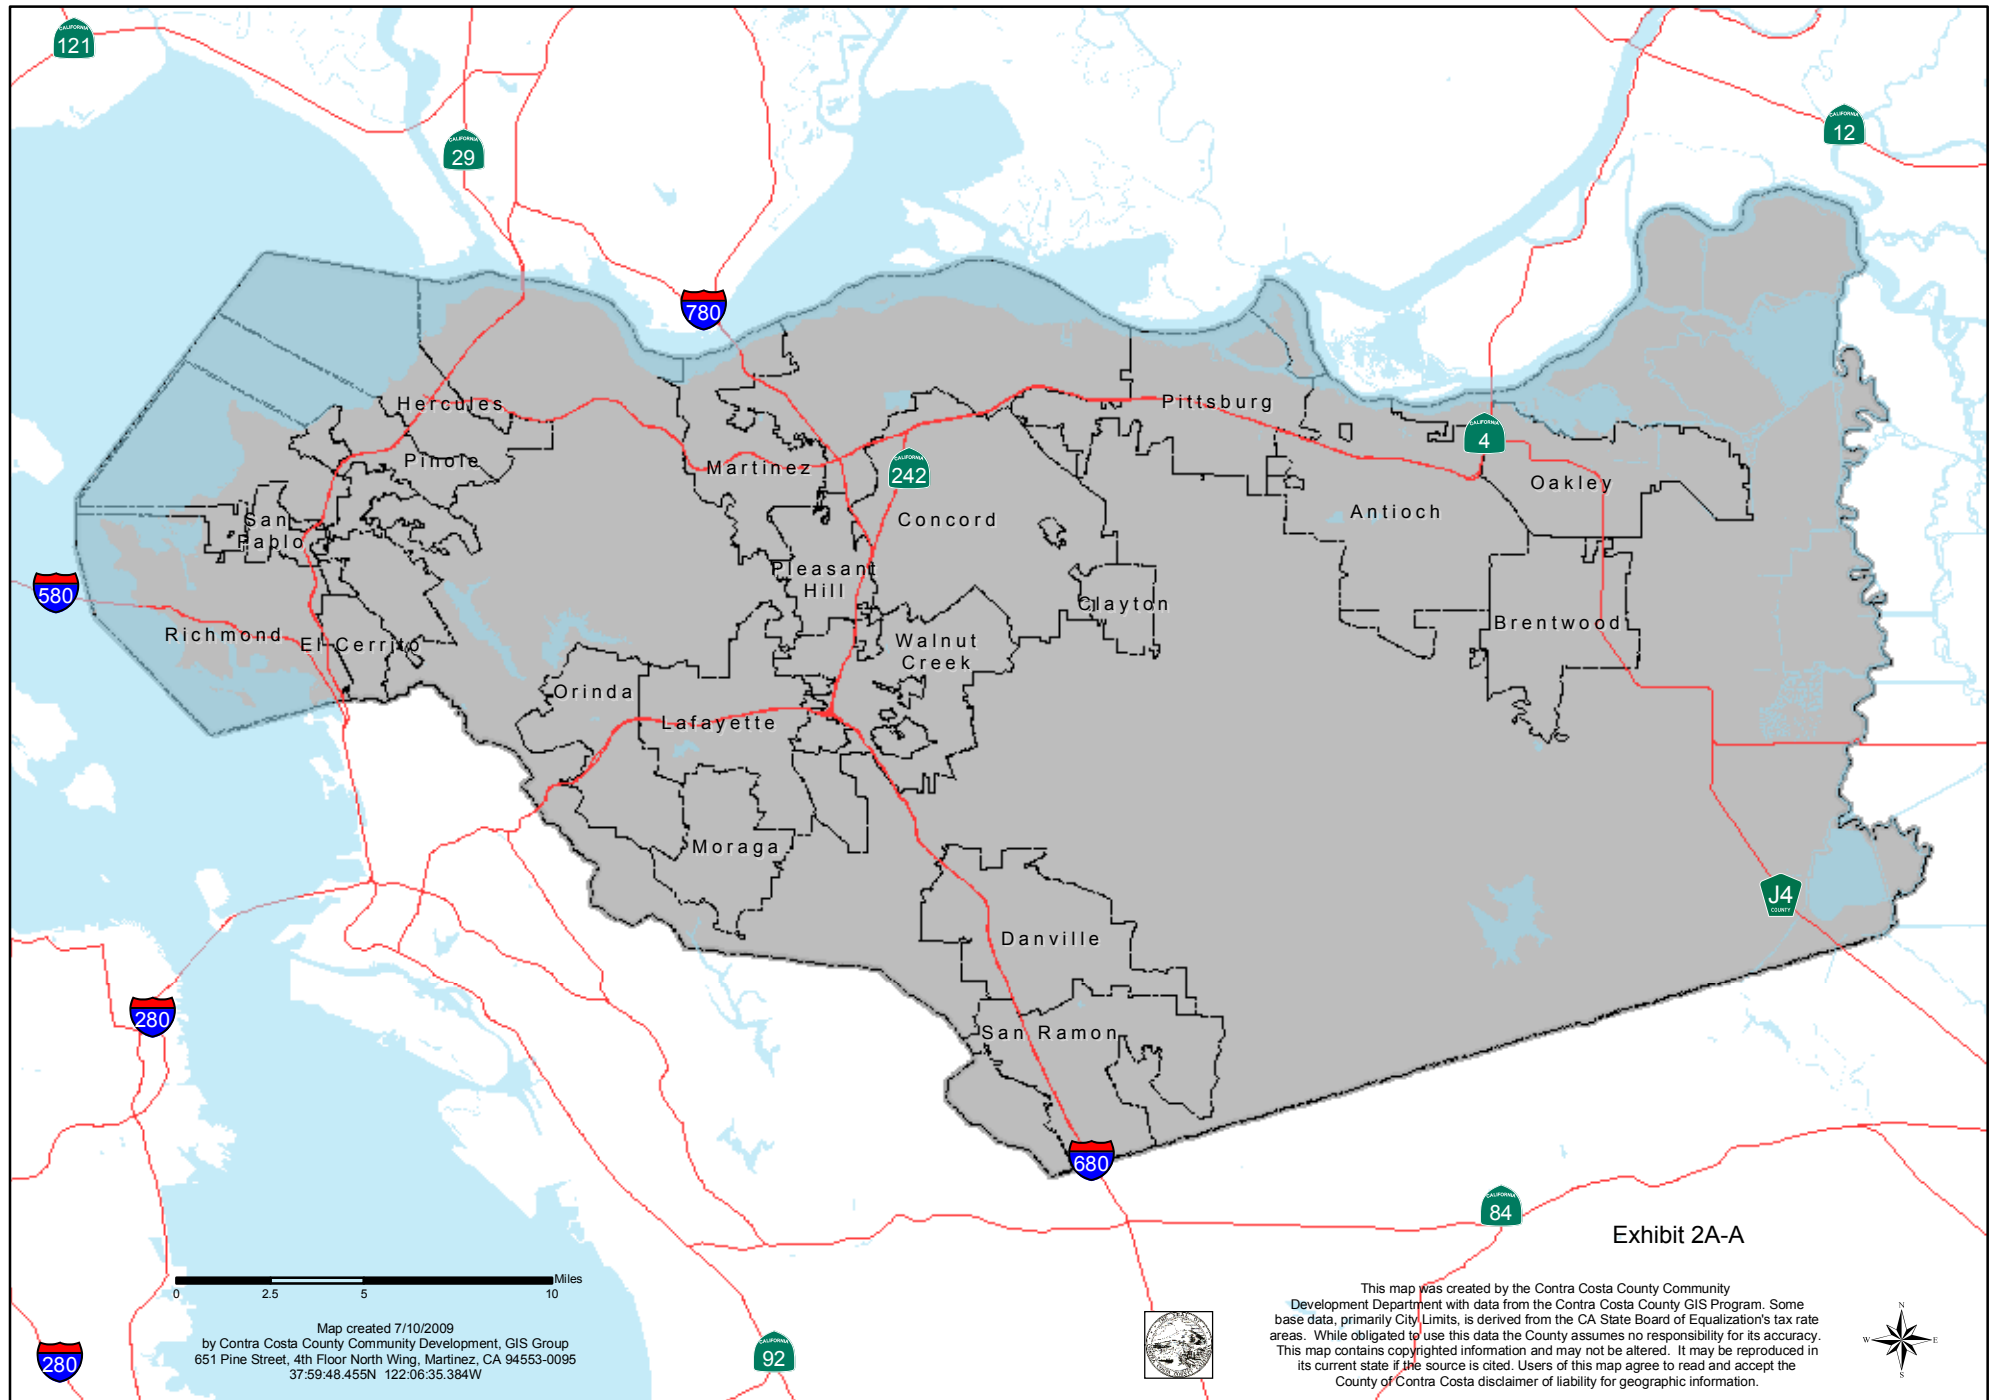 CALIFORNIA
121
CALIFORNIA
29
CALIFORNIA
12
780
Hercules
Pinole
Martinez
CALIFORNIA
242
Pittsburg
CALIFORNIA
4
Oakley
San
Pablo
Concord
Antioch
580
Pleasant
Hill
Clayton
Richmond
El Cerrito
Walnut
Creek
Brentwood
Orinda
Lafayette
Moraga
J4
COUNTY
Danville
280
San Ramon
680
CALIFORNIA
84
Exhibit 2A-A
Miles
0 2.5 5 10
Map created 7/10/2009
by Contra Costa County Community Development, GIS Group
651 Pine Street, 4th Floor North Wing, Martinez, CA 94553-0095
37:59:48.455N 122:06:35.384W
280
CALIFORNIA
92
This map was created by the Contra Costa County Community
Development Department with data from the Contra Costa County GIS Program. Some
base data, primarily City Limits, is derived from the CA State Board of Equalization's tax rate
areas. While obligated to use this data the County assumes no responsibility for its accuracy.
This map contains copyrighted information and may not be altered. It may be reproduced in
its current state if the source is cited. Users of this map agree to read and accept the
County of Contra Costa disclaimer of liability for geographic information.
N
W E
S